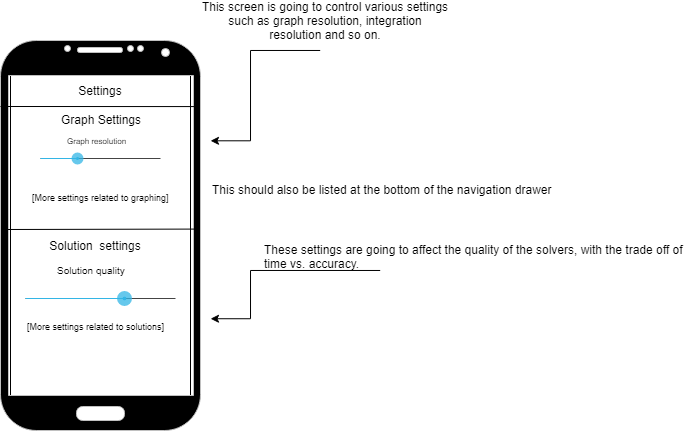 This screen is going to control various settings
such as graph resolution, integration
resolution and so on.
Settings
Graph Settings
Graph resolution
[More settings related to graphing]
This should also be listed at the bottom of the navigation drawer
Solution settings
These settings are going to affect the quality of the solvers, with the trade off of
time vs. accuracy.
Solution quality
[More settings related to solutions]